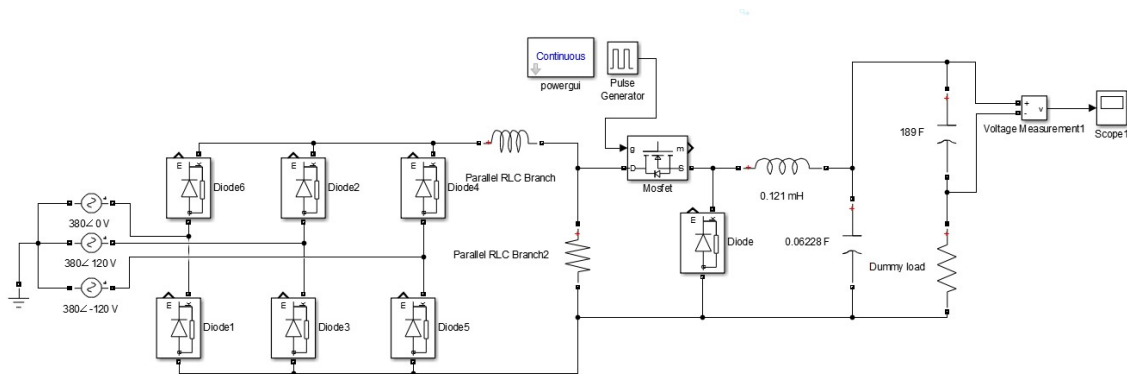 Continuous
powergui
Pulse
Generator
g
m
D
S
Mosfet
Parallel RLC Branch
Parallel RLC Branch2
Diode6
Diode2
Diode4
380∠ 0 V
380∠ 120 V
380∠ -120 V
Diode1
Diode3
Diode5
Diode
0.121 mH
0.06228 F
189 F
Dummy load
+
-
v
Voltage Measurement1
Scope1